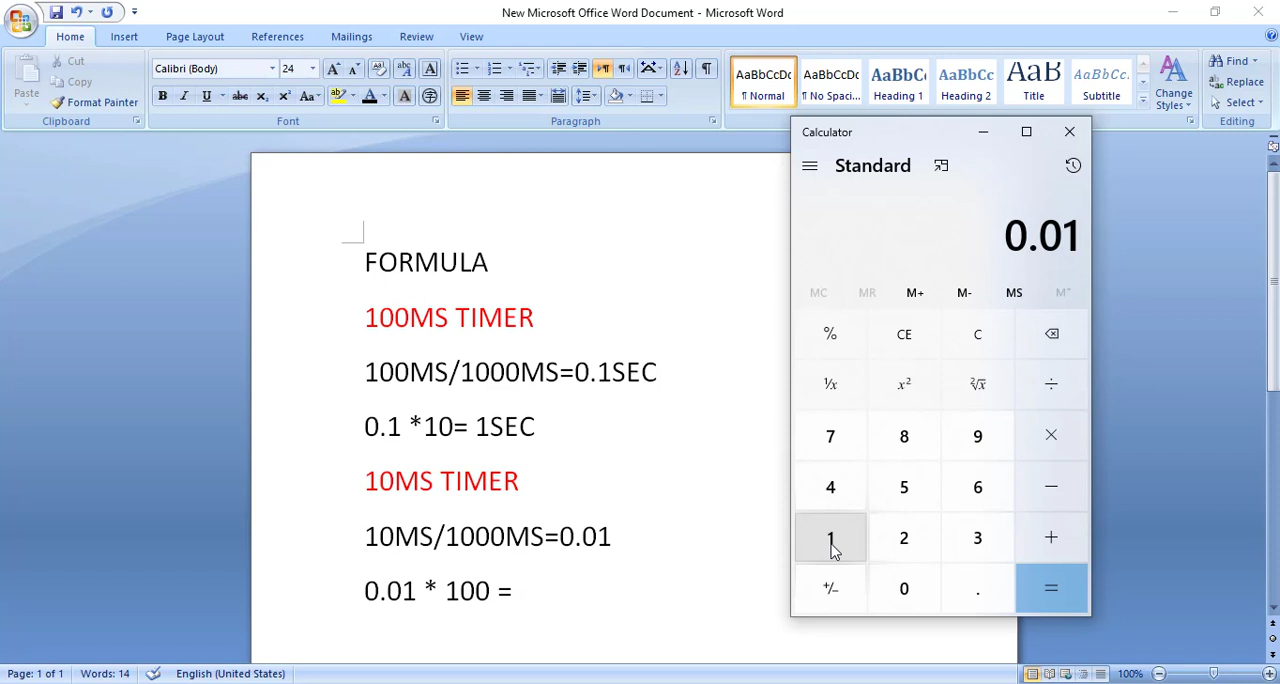 New Microsoft Office Word Document - Microsoft Word
Home Insert Page Layout References Mailings Review View
Paste
Cut
Copy
Format Painter
Clipboard
Calibri (Body) 24
Font
Paragraph
AaBbCcDc AaBbCcDc AaBbCc AaBbCc AaB AaBbCc.
¶ Normal ¶ No Spaci... Heading 1 Heading 2 Title Subtitle
Change
Styles
Find
Replace
Select
Editing
FORMULA
100MS TIMER
100MS/1000MS=0.1SEC
0.1 *10= 1SEC
10MS TIMER
10MS/1000MS=0.01
0.01 * 100 =
Calculator
Standard
0.01
MC MR M+ M- MS M˅
% CE C
¹/x x² ²√x ÷
7 8 9 ×
4 5 6 −
1 2 3 +
+/− 0 . =
Page: 1 of 1 Words: 14 English (United States) 100%